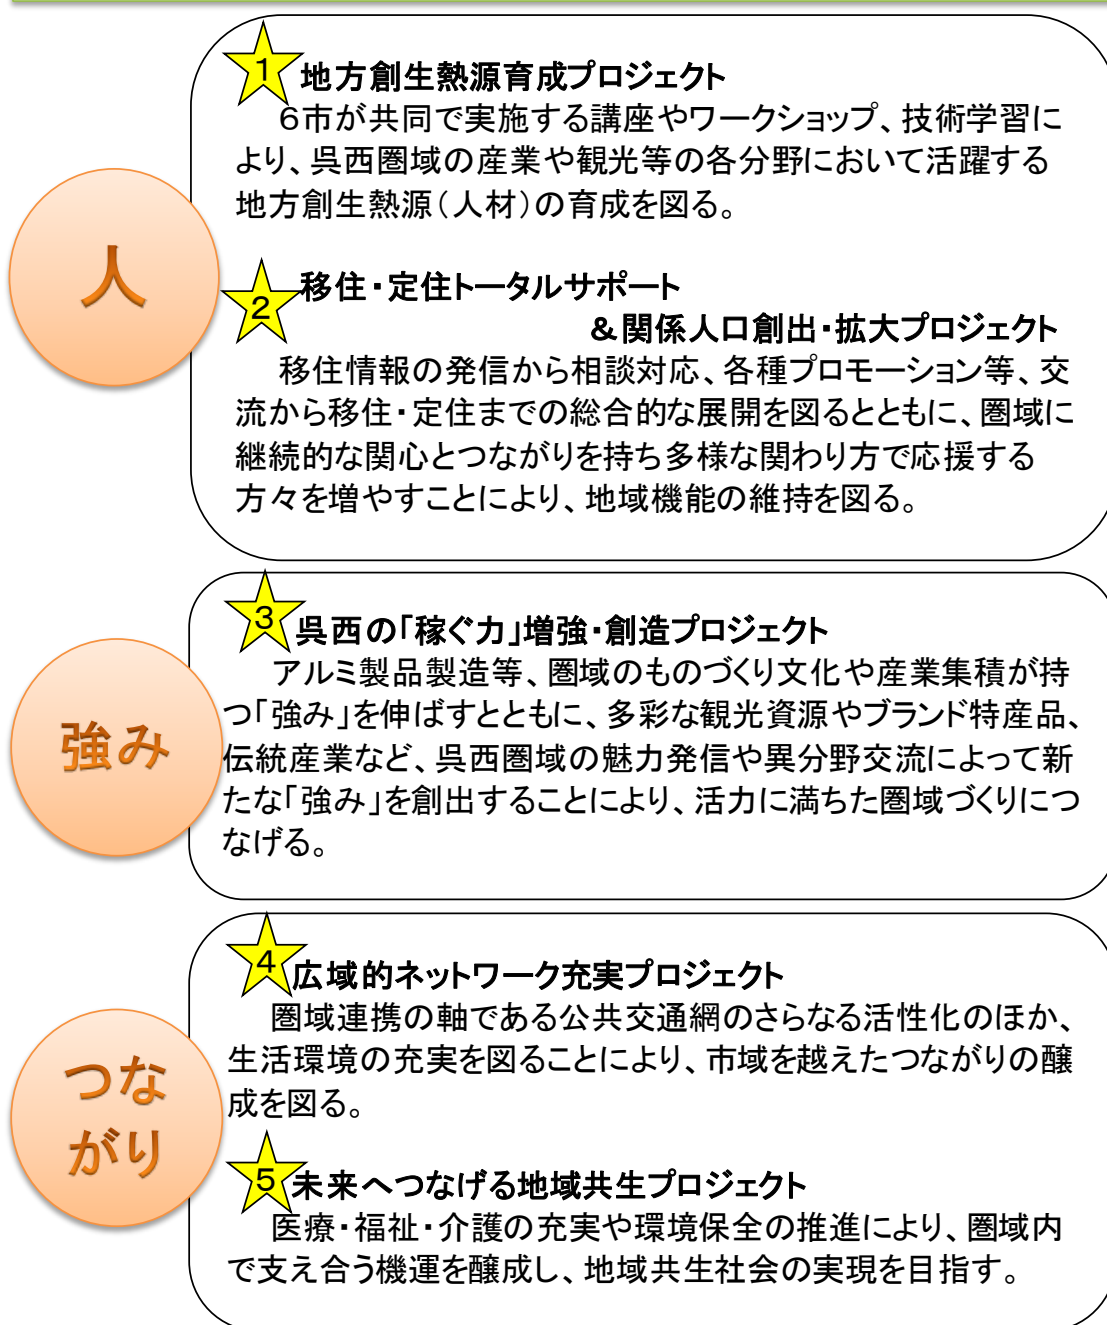 人
1
地方創生熱源育成プロジェクト
6市が共同で実施する講座やワークショップ、技術学習に
より、呉西圏域の産業や観光等の各分野において活躍する
地方創生熱源(人材)の育成を図る。
2
移住・定住トータルサポート
&関係人口創出・拡大プロジェクト
移住情報の発信から相談対応、各種プロモーション等、交
流から移住・定住までの総合的な展開を図るとともに、圏域に
継続的な関心とつながりを持ち多様な関わり方で応援する
方々を増やすことにより、地域機能の維持を図る。
強み
3
呉西の「稼ぐ力」増強・創造プロジェクト
アルミ製品製造等、圏域のものづくり文化や産業集積が持
つ「強み」を伸ばすとともに、多彩な観光資源やブランド特産品、
伝統産業など、呉西圏域の魅力発信や異分野交流によって新
たな「強み」を創出することにより、活力に満ちた圏域づくりにつ
なげる。
つな
がり
4
広域的ネットワーク充実プロジェクト
圏域連携の軸である公共交通網のさらなる活性化のほか、
生活環境の充実を図ることにより、市域を越えたつながりの醸
成を図る。
5
未来へつなげる地域共生プロジェクト
医療・福祉・介護の充実や環境保全の推進により、圏域内
で支え合う機運を醸成し、地域共生社会の実現を目指す。